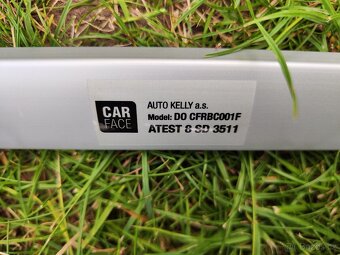 CAR
FACE
AUTO KELLY a.s.
Model: DO CFRBC001F
ATEST 8 SD 3511